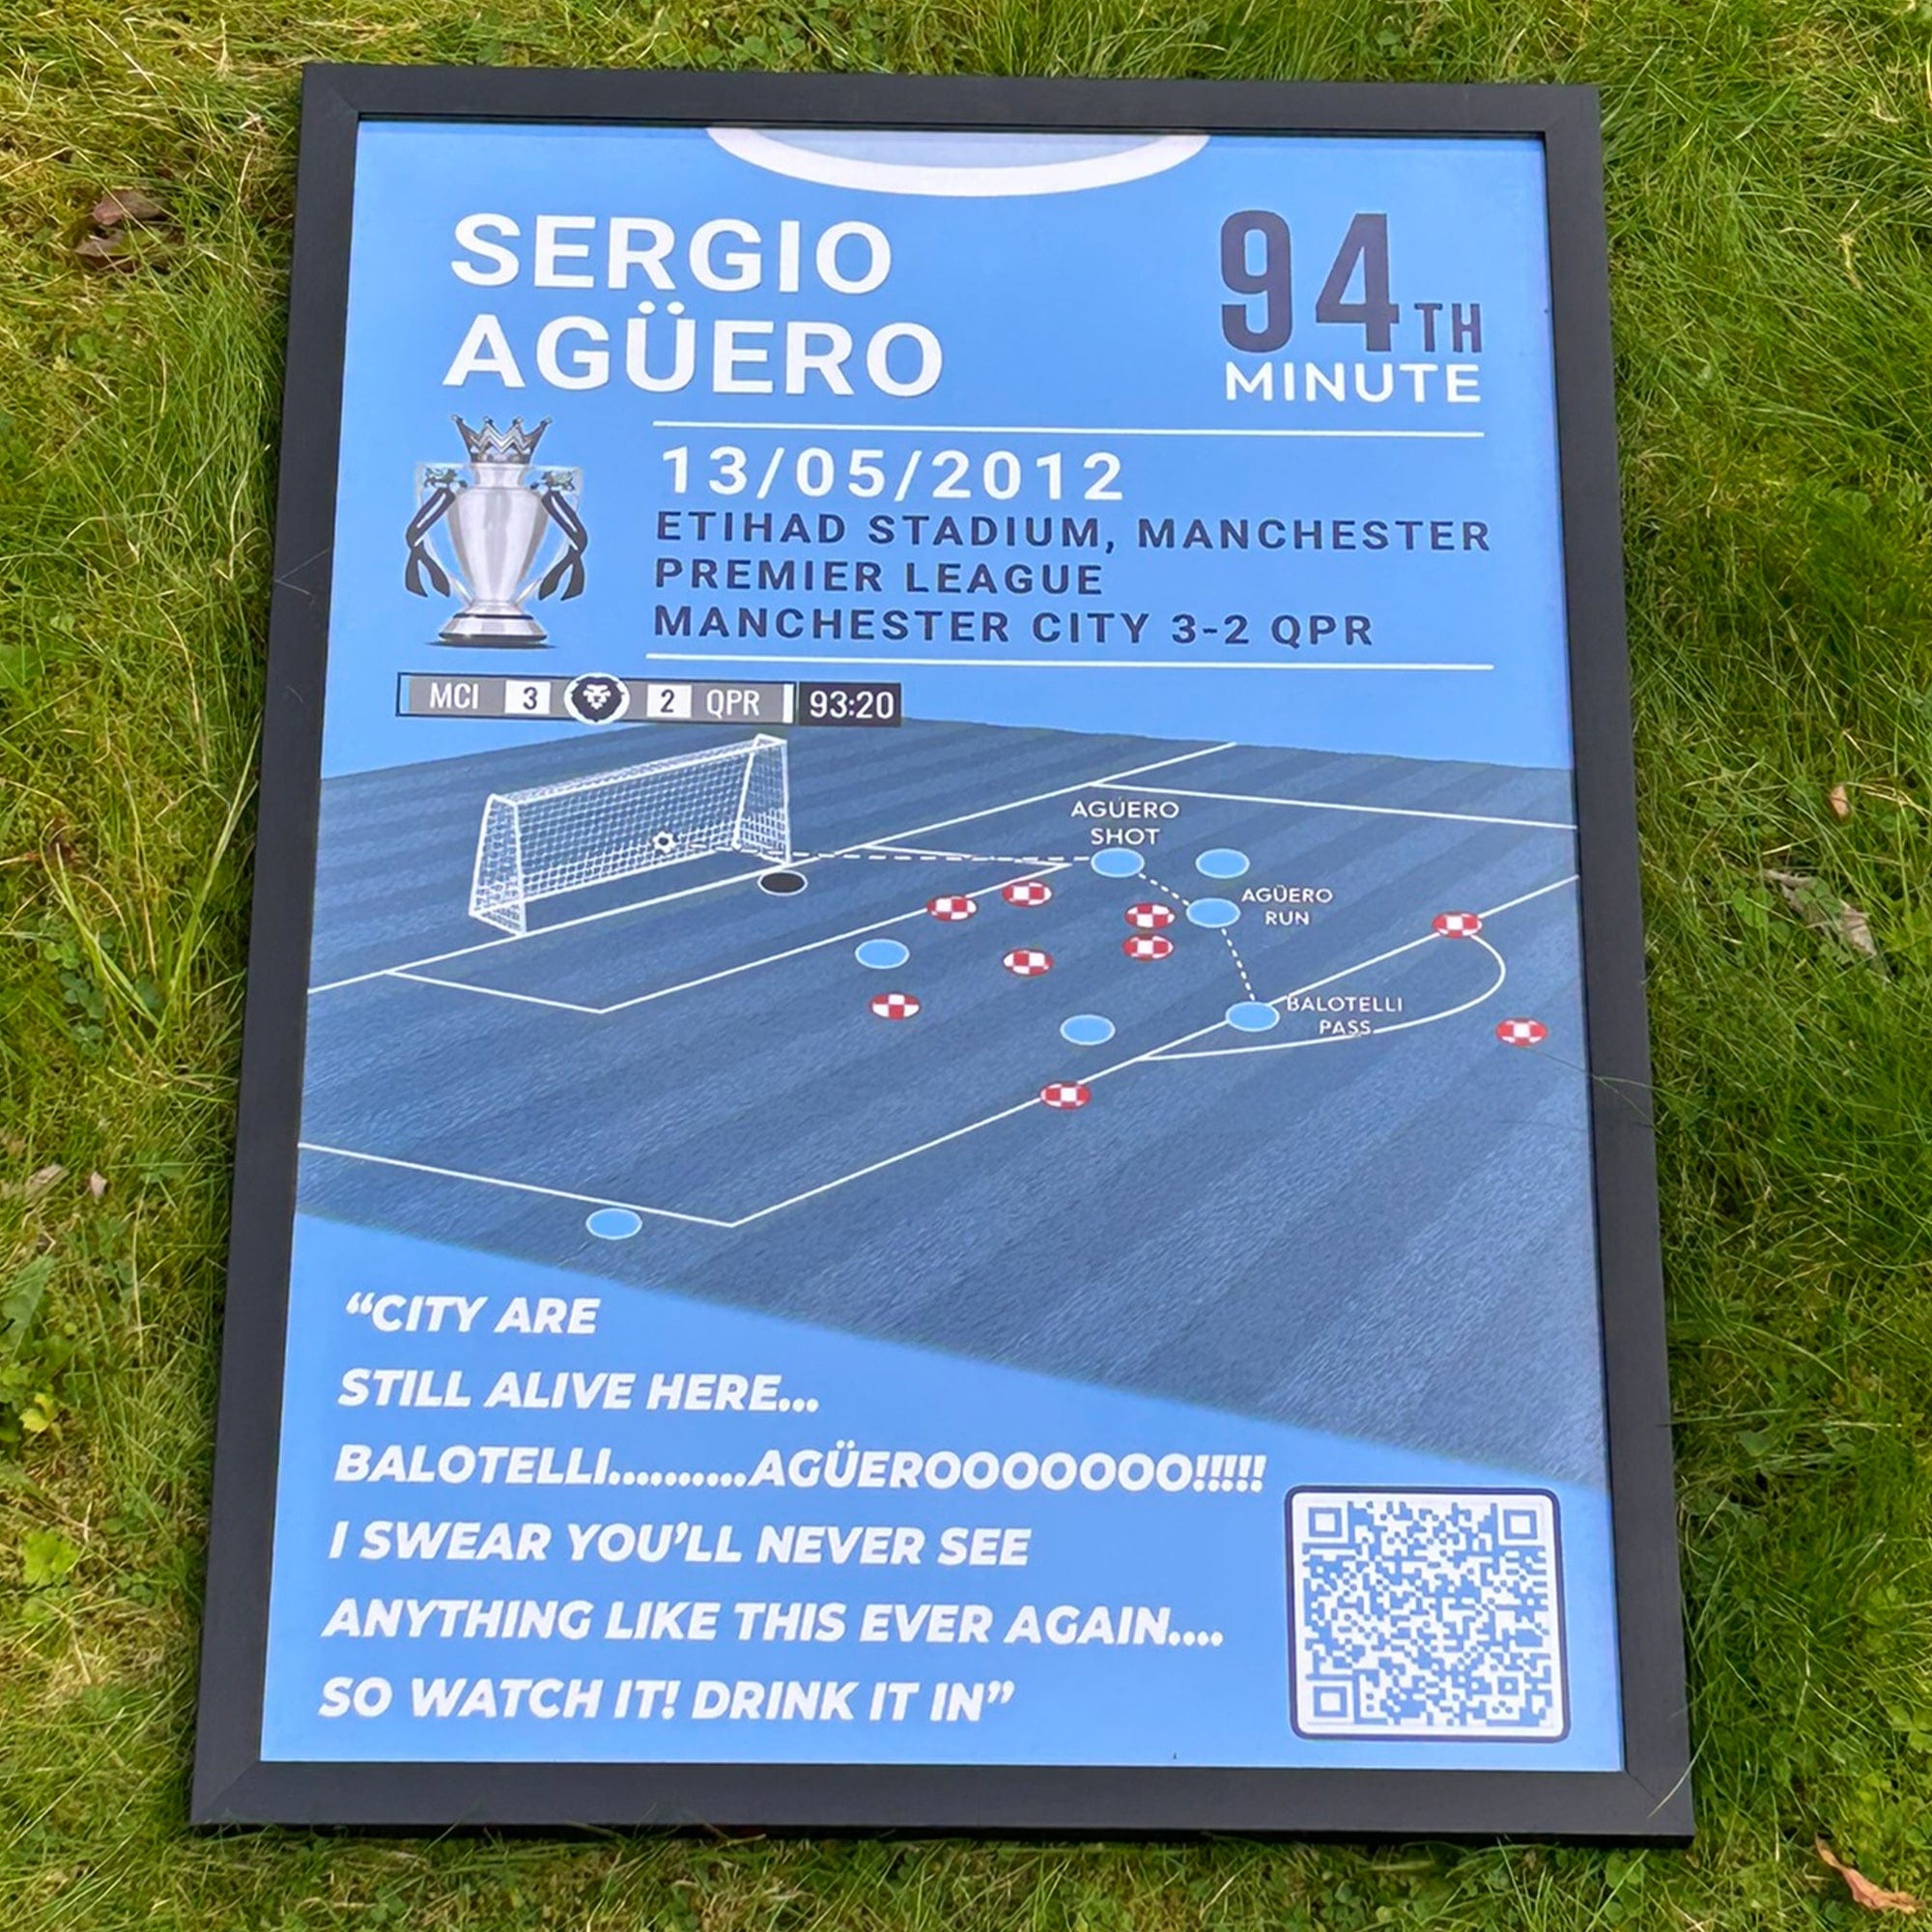 SERGIO
AGÜERO
94TH
MINUTE
13/05/2012
ETIHAD STADIUM, MANCHESTER
PREMIER LEAGUE
MANCHESTER CITY 3-2 QPR
MCI 3 2 QPR 93:20
AGÜERO
SHOT
AGÜERO
RUN
BALOTELLI
PASS
“CITY ARE
STILL ALIVE HERE...
BALOTELLI..........AGÜEROOOOOOO!!!!!
I SWEAR YOU’LL NEVER SEE
ANYTHING LIKE THIS EVER AGAIN....
SO WATCH IT! DRINK IT IN”